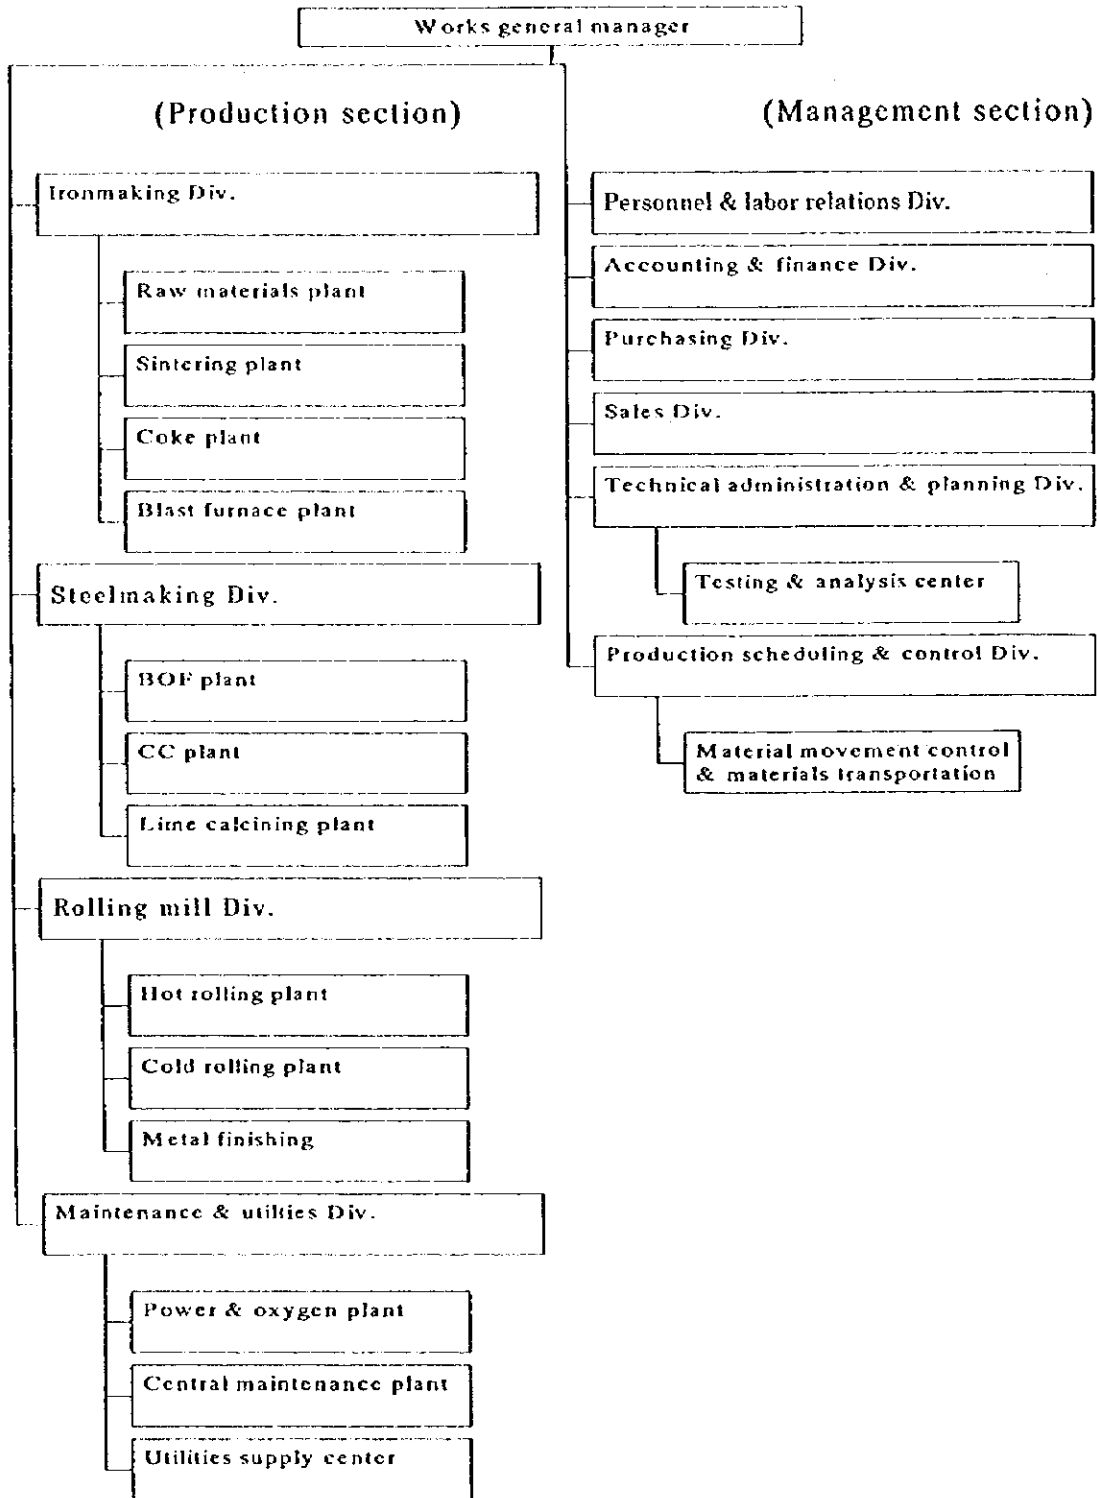 Works general manager
(Production section)
Ironmaking Div.
Raw materials plant
Sintering plant
Coke plant
Blast furnace plant
Steelmaking Div.
BOF plant
CC plant
Lime calcining plant
Rolling mill Div.
Hot rolling plant
Cold rolling plant
Metal finishing
Maintenance & utilties Div.
Power & oxygen plant
Central maintenance plant
Utilities supply center
(Management section)
Personnel & labor relations Div.
Accounting & finance Div.
Purchasing Div.
Sales Div.
Technical administration & planning Div.
Testing & analysis center
Production scheduling & control Div.
Material movement control
& materials transportation